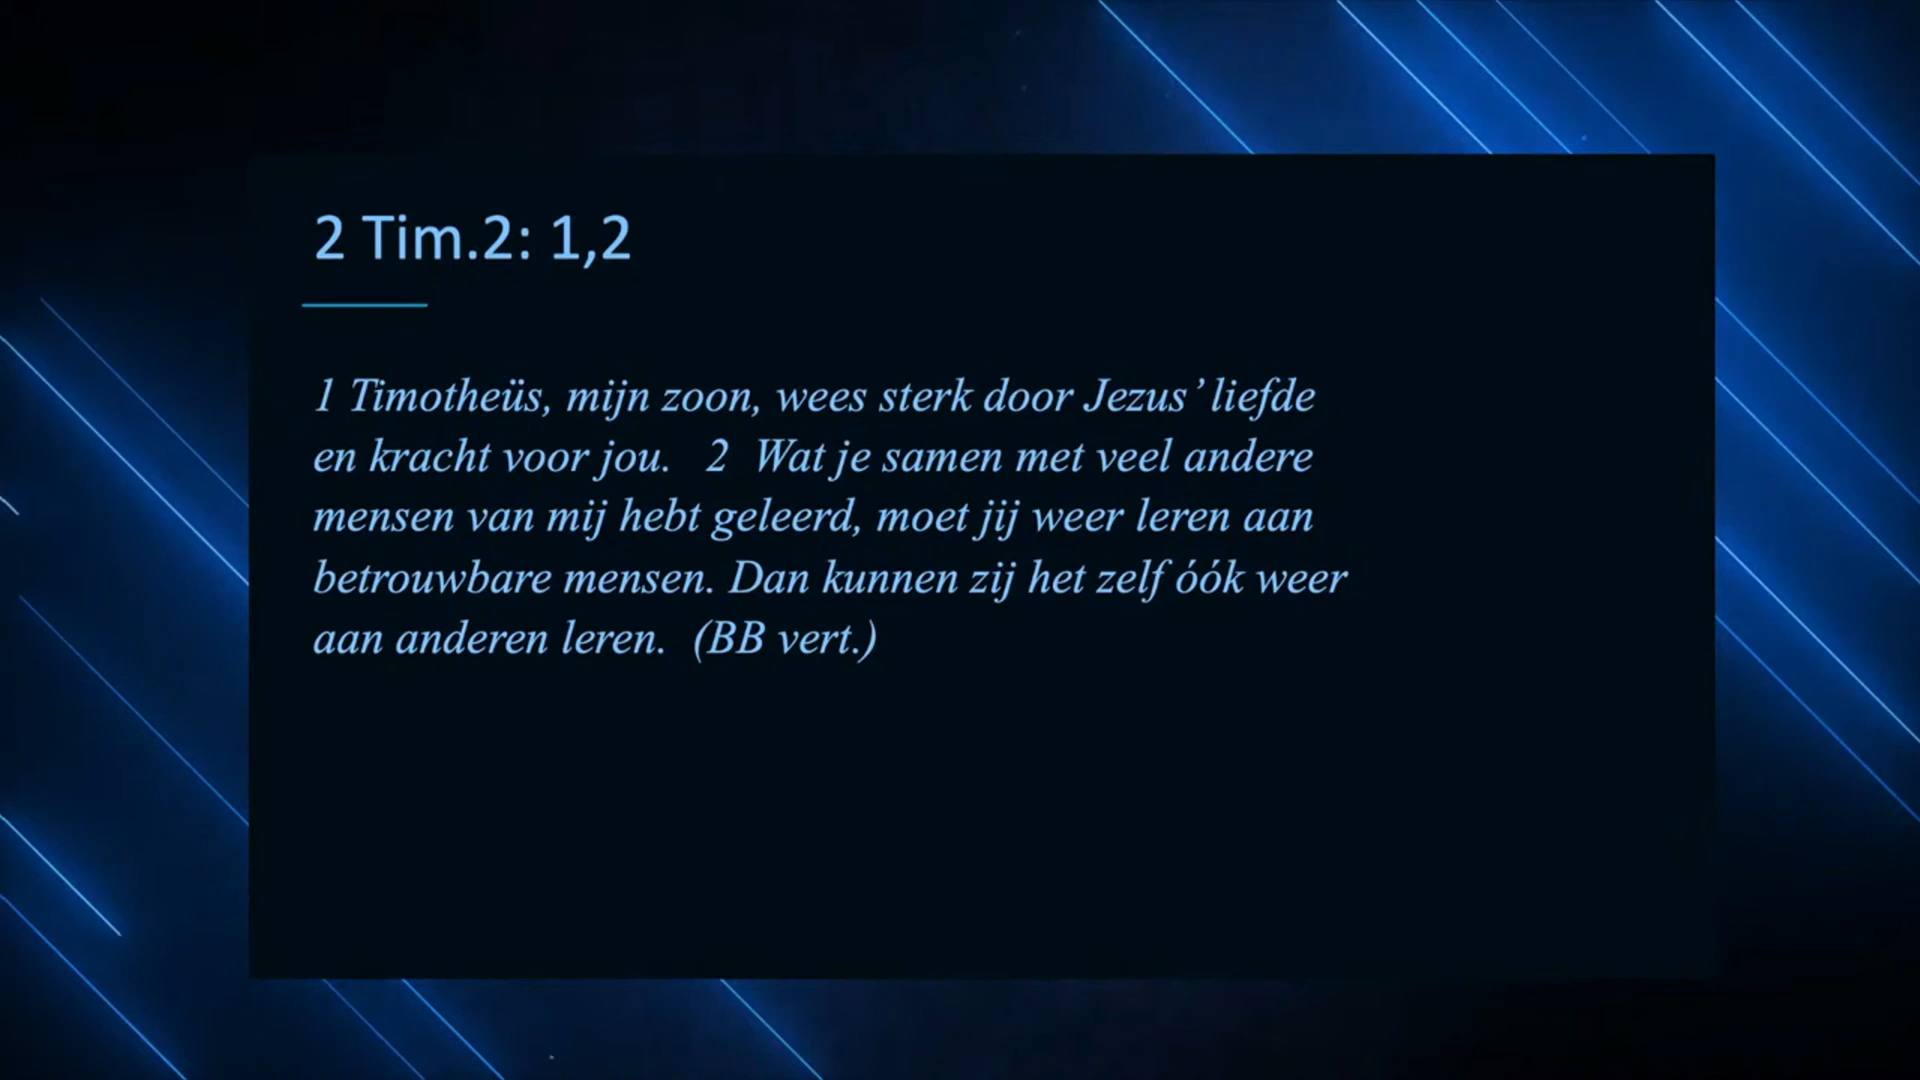 2 Tim.2: 1,2
1 Timotheüs, mijn zoon, wees sterk door Jezus’ liefde
en kracht voor jou.   2  Wat je samen met veel andere
mensen van mij hebt geleerd, moet jij weer leren aan
betrouwbare mensen. Dan kunnen zij het zelf óók weer
aan anderen leren.  (BB vert.)